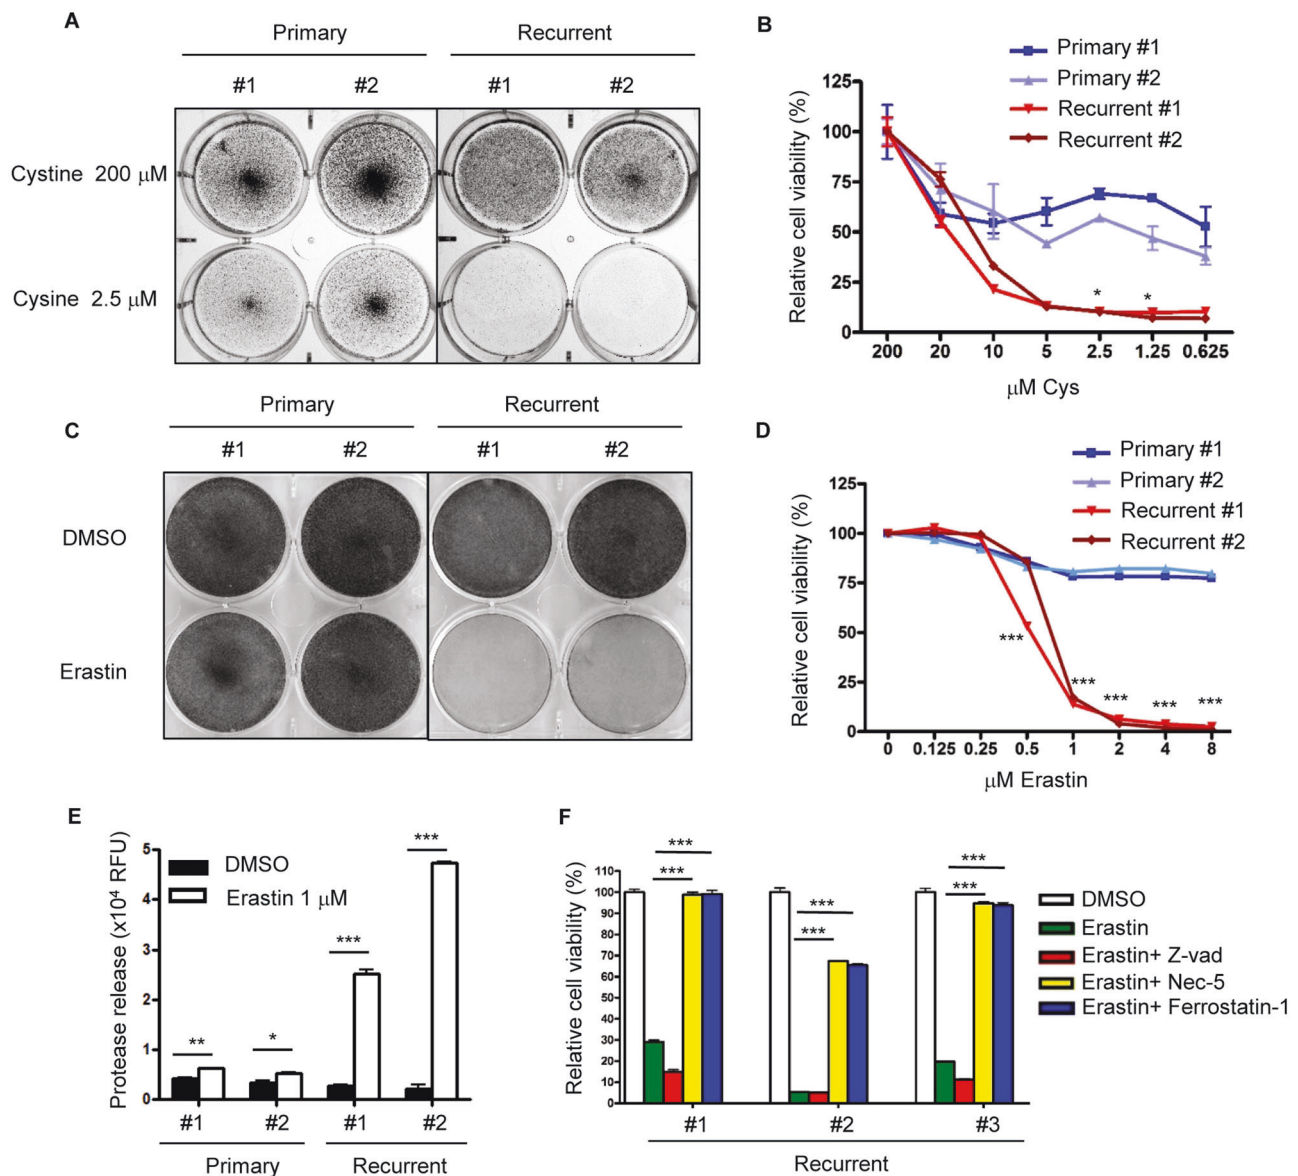 A
Primary
Recurrent
#1
#2
#1
#2
Cystine 200 μM
Cysine 2.5 μM
B
Primary #1
Primary #2
Recurrent #1
Recurrent #2
Relative cell viability (%)
125
100
75
50
25
0
*
*
200
20
10
5
2.5
1.25
0.625
μM Cys
C
Primary
Recurrent
#1
#2
#1
#2
DMSO
Erastin
D
Primary #1
Primary #2
Recurrent #1
Recurrent #2
Relative cell viability (%)
125
100
75
50
25
0
***
***
***
***
***
0
0.125
0.25
0.5
1
2
4
8
μM Erastin
E
DMSO
Erastin 1 μM
Protease release (x10⁴ RFU)
5
4
3
2
1
0
**
*
***
***
#1
#2
#1
#2
Primary
Recurrent
F
Relative cell viability (%)
110
100
90
80
70
60
50
40
30
20
10
0
***
***
***
***
***
***
DMSO
Erastin
Erastin+ Z-vad
Erastin+ Nec-5
Erastin+ Ferrostatin-1
#1
#2
#3
Recurrent